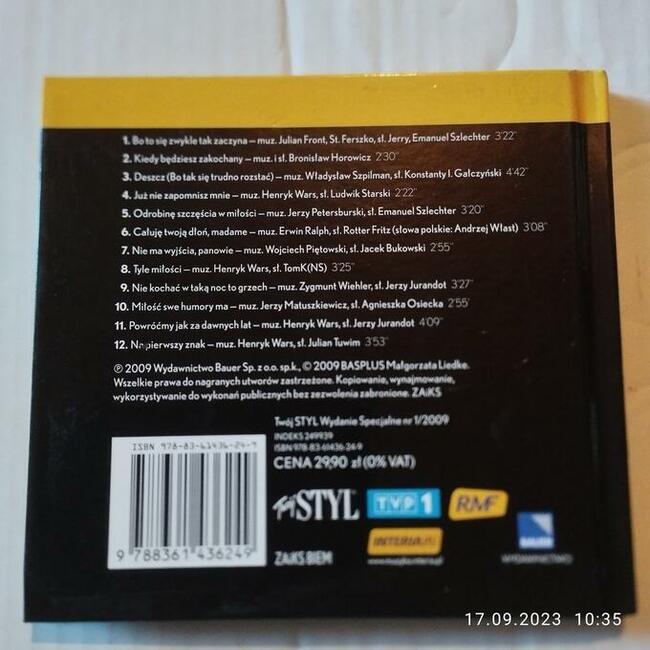 1. Bo to się zwykle tak zaczyna – muz. Julian Front, St. Ferszko, sł. Jerry, Emanuel Szlechter 3'22"
2. Kiedy będziesz zakochany – muz. i sł. Bronisław Horowicz 2'30"
3. Deszcz (Bo tak się trudno rozstać) – muz. Władysław Szpilman, sł. Konstanty I. Gałczyński 4'42"
4. Już nie zapomnisz mnie – muz. Henryk Wars, sł. Ludwik Starski 2'22"
5. Odrobinę szczęścia w miłości – muz. Jerzy Petersburski, sł. Emanuel Szlechter 3'20"
6. Całuję twoją dłoń, madame – muz. Erwin Ralph, sł. Rotter Fritz (słowa polskie: Andrzej Włast) 3'08"
7. Nie ma wyjścia, panowie – muz. Wojciech Piętowski, sł. Jacek Bukowski 2'55"
8. Tyle miłości – muz. Henryk Wars, sł. TomK(NS) 3'25"
9. Nie kochać w taką noc to grzech – muz. Zygmunt Wiehler, sł. Jerzy Jurandot 3'27"
10. Miłość swe humory ma – muz. Jerzy Matuszkiewicz, sł. Agnieszka Osiecka 2'55"
11. Powróćmy jak za dawnych lat – muz. Henryk Wars, sł. Jerzy Jurandot 4'09"
12. Na pierwszy znak – muz. Henryk Wars, sł. Julian Tuwim 3'53"
℗ 2009 Wydawnictwo Bauer Sp. z o.o. sp.k., © 2009 BASPLUS Małgorzata Liedke.
Wszelkie prawa do nagranych utworów zastrzeżone. Kopiowanie, wynajmowanie,
wykorzystywanie do wykonań publicznych bez zezwolenia zabronione. ZAiKS
Twój STYL Wydanie Specjalne nr 1/2009
INDEKS 249939
ISBN 978-83-61436-24-9
CENA 29,90 zł (0% VAT)
ISBN 978-83-61436-24-9
9 788361 436249
Twój STYL
TVP 1
RMF
INTERIA.PL
ZAiKS BIEM
BAUER
WYDAWNICTWO
17.09.2023 10:35